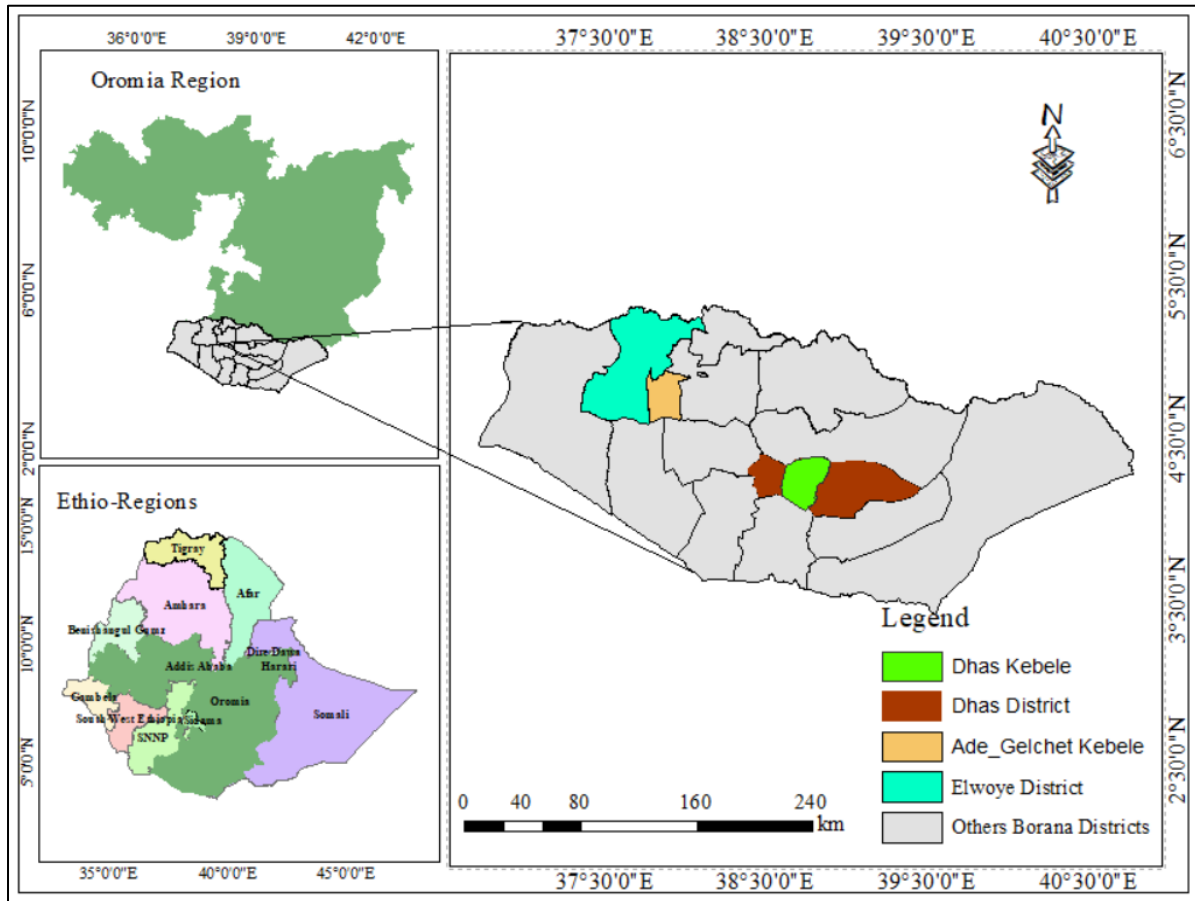 36°0'0"E 39°0'0"E 42°0'0"E
Oromia Region
10°0'0"N
6°0'0"N
2°0'0"N
37°30'0"E 38°30'0"E 39°30'0"E 40°30'0"E
N
6°30'0"N
5°30'0"N
4°30'0"N
3°30'0"N
2°30'0"N
Ethio-Regions
15°0'0"N
10°0'0"N
5°0'0"N
Tigray
Afar
Amhara
Benishangul Gumz
Dire Dawa
Addis Ababa
Harari
Gambela
Oromia
South West Ethiopia
Sidama
Somali
SNNP
35°0'0"E 40°0'0"E 45°0'0"E
Legend
Dhas Kebele
Dhas District
Ade_Gelchet Kebele
Elwoye District
Others Borana Districts
0 40 80 160 240
km
37°30'0"E 38°30'0"E 39°30'0"E 40°30'0"E